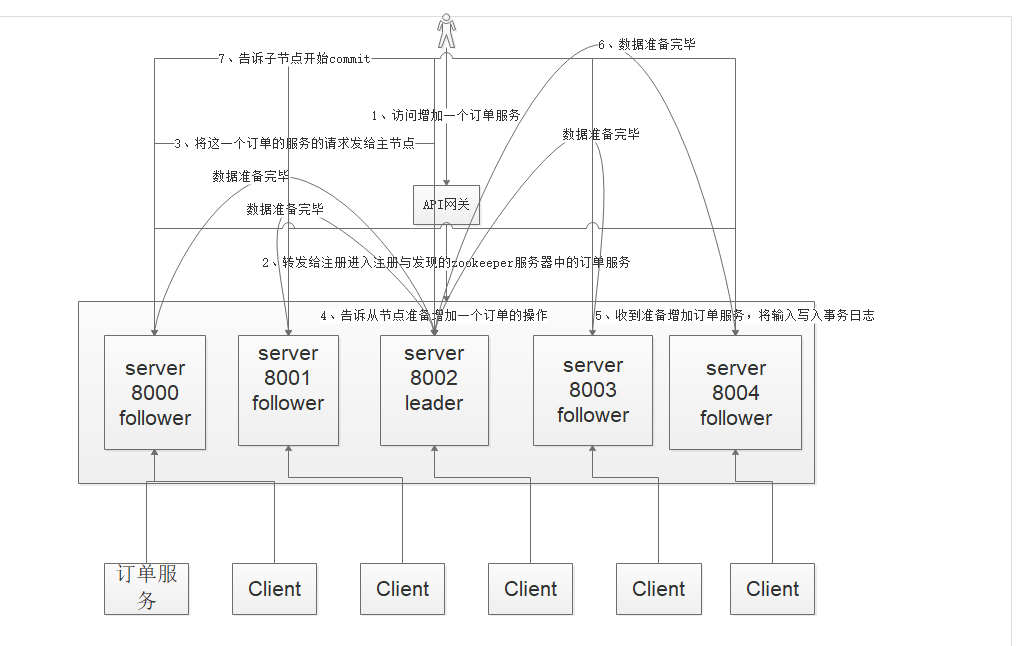 6、数据准备完毕
7、告诉子节点开始commit
1、访问增加一个订单服务
数据准备完毕
3、将这一个订单的服务的请求发给主节点
数据准备完毕
API网关
数据准备完毕
2、转发给注册进入注册与发现的zookeeper服务器中的订单服务
4、告诉从节点准备增加一个订单的操作
5、收到准备增加订单服务，将输入写入事务日志
server
8000
follower
server
8001
follower
server
8002
leader
server
8003
follower
server
8004
follower
订单服
务
Client
Client
Client
Client
Client